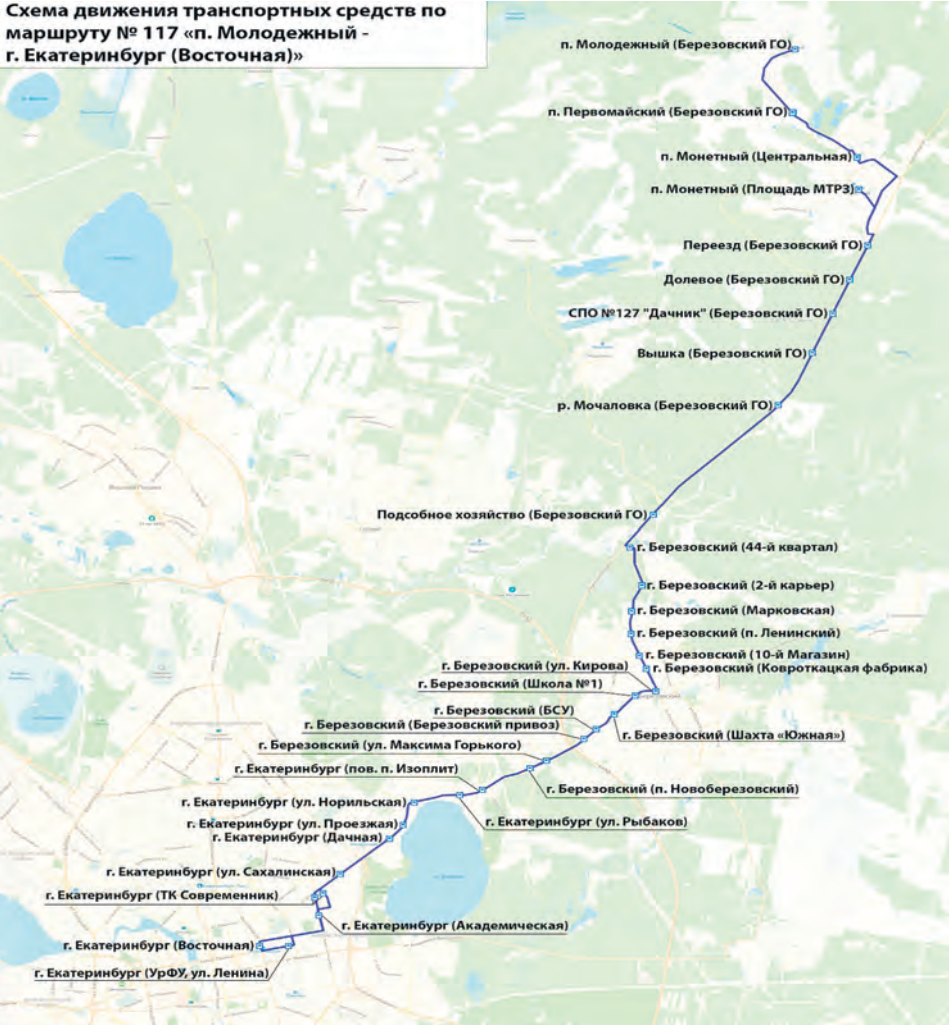 Схема движения транспортных средств по
маршруту № 117 «п. Молодежный -
г. Екатеринбург (Восточная)»
п. Молодежный (Березовский ГО)
п. Первомайский (Березовский ГО)
п. Монетный (Центральная)
п. Монетный (Площадь МТРЗ)
Переезд (Березовский ГО)
Долевое (Березовский ГО)
СПО №127 "Дачник" (Березовский ГО)
Вышка (Березовский ГО)
р. Мочаловка (Березовский ГО)
Подсобное хозяйство (Березовский ГО)
г. Березовский (44-й квартал)
г. Березовский (2-й карьер)
г. Березовский (Марковская)
г. Березовский (п. Ленинский)
г. Березовский (10-й Магазин)
г. Березовский (ул. Кирова)
г. Березовский (Ковроткацкая фабрика)
г. Березовский (Школа №1)
г. Березовский (БСУ)
г. Березовский (Березовский привоз)
г. Березовский (Шахта «Южная»)
г. Березовский (ул. Максима Горького)
г. Екатеринбург (пов. п. Изоплит)
г. Березовский (п. Новоберезовский)
г. Екатеринбург (ул. Норильская)
г. Екатеринбург (ул. Рыбаков)
г. Екатеринбург (ул. Проезжая)
г. Екатеринбург (Дачная)
г. Екатеринбург (ул. Сахалинская)
г. Екатеринбург (ТК Современник)
г. Екатеринбург (Академическая)
г. Екатеринбург (Восточная)
г. Екатеринбург (УрФУ, ул. Ленина)